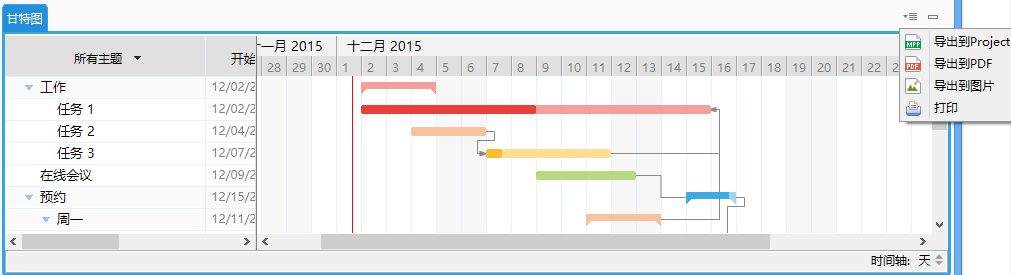 甘特图
所有主题 开始
十一月 2015 十二月 2015
28 29 30 1 2 3 4 5 6 7 8 9 10 11 12 13 14 15 16 17 18 19 20 21 22
导出到Project
导出到PDF
导出到图片
打印
工作 12/02/2
任务 1 12/02/2
任务 2 12/04/2
任务 3 12/07/2
在线会议 12/09/2
预约 12/15/2
周一 12/11/2
时间轴: 天